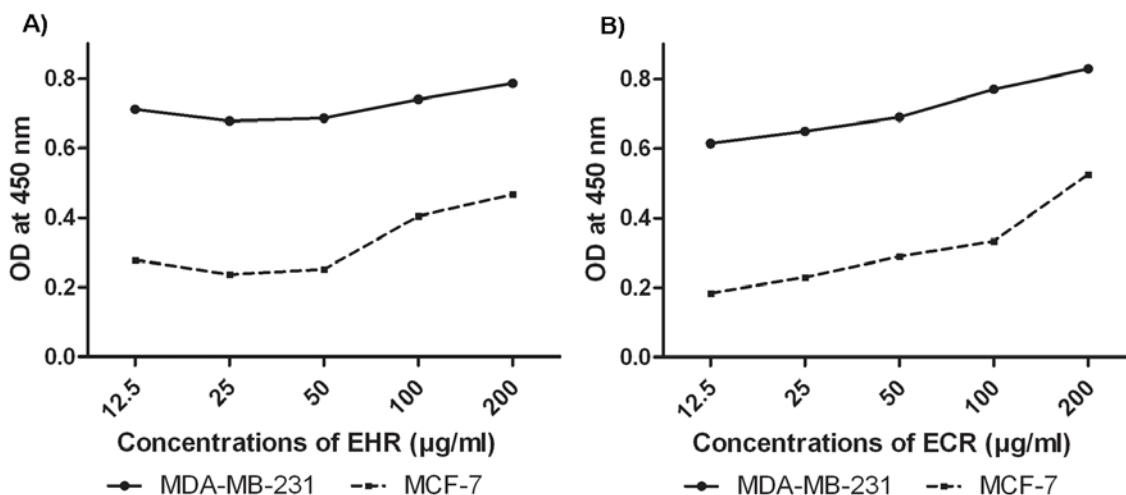 A)
OD at 450 nm
0.8
0.6
0.4
0.2
0.0
12.5
25
50
100
200
Concentrations of EHR (µg/ml)
MDA-MB-231
MCF-7
B)
OD at 450 nm
0.8
0.6
0.4
0.2
0.0
12.5
25
50
100
200
Concentrations of ECR (µg/ml)
MDA-MB-231
MCF-7